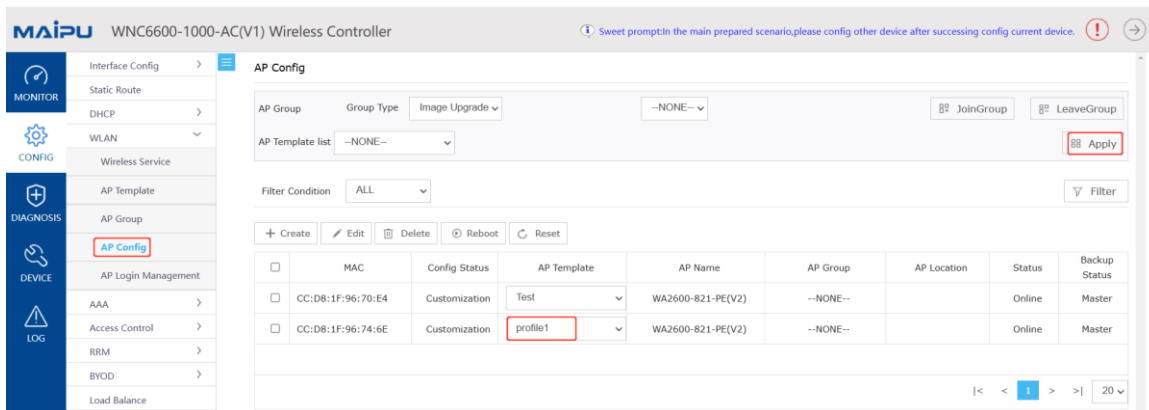 MAIPU WNC6600-1000-AC(V1) Wireless Controller
Sweet prompt:In the main prepared scenario,please config other device after successing config current device.
MONITOR
CONFIG
DIAGNOSIS
DEVICE
LOG
Interface Config
Static Route
DHCP
WLAN
Wireless Service
AP Template
AP Group
AP Config
AP Login Management
AAA
Access Control
RRM
BYOD
Load Balance
AP Config
AP Group Group Type Image Upgrade --NONE-- JoinGroup LeaveGroup
AP Template list --NONE-- Apply
Filter Condition ALL Filter
+ Create Edit Delete Reboot Reset
MAC Config Status AP Template AP Name AP Group AP Location Status Backup Status
CC:D8:1F:96:70:E4 Customization Test WA2600-821-PE(V2) --NONE-- Online Master
CC:D8:1F:96:74:6E Customization profile1 WA2600-821-PE(V2) --NONE-- Online Master
|< < 1 > >| 20